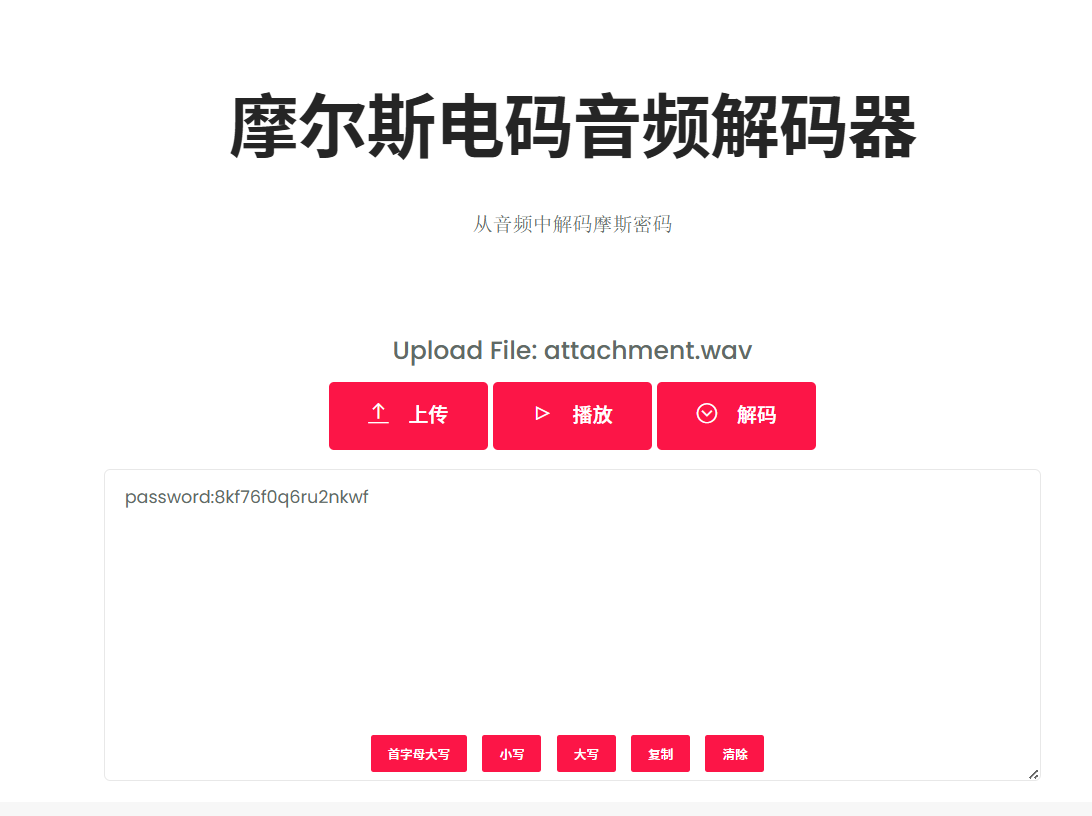 摩尔斯电码音频解码器
从音频中解码摩斯密码
Upload File: attachment.wav
上传 播放 解码
password:8kf76f0q6ru2nkwf
首字母大写 小写 大写 复制 清除